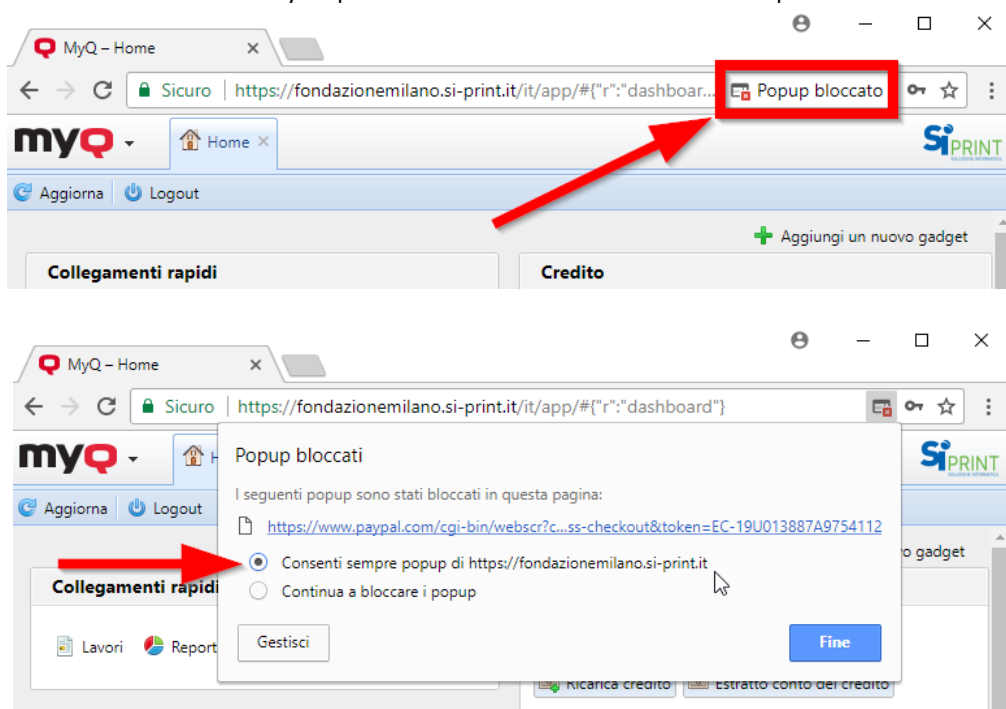 MyQ – Home
Sicuro https://fondazionemilano.si-print.it/it/app/#{"r":"dashboar... Popup bloccato
myQ Home SiPRINT
Aggiorna Logout
Aggiungi un nuovo gadget
Collegamenti rapidi Credito
MyQ – Home
Sicuro https://fondazionemilano.si-print.it/it/app/#{"r":"dashboard"}
myQ H SiPRINT
Popup bloccati
I seguenti popup sono stati bloccati in questa pagina:
Aggiorna Logout
https://www.paypal.com/cgi-bin/webscr?c...ss-checkout&token=EC-19U013887A9754112
o gadget
Consenti sempre popup di https://fondazionemilano.si-print.it
Collegamenti rapidi
Continua a bloccare i popup
Lavori Report
Gestisci Fine
Ricarica credito Estratto conto del credito